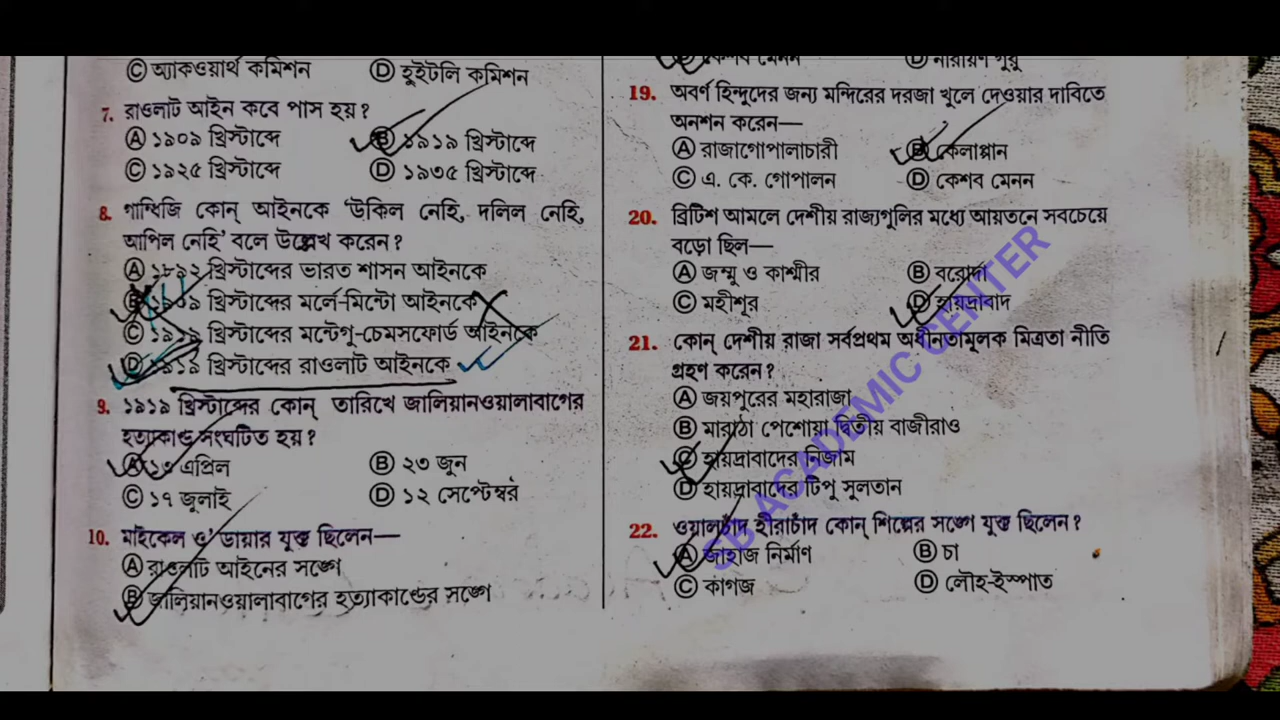 Ⓒ অ্যাকওয়ার্থ কমিশন Ⓓ হুইটলি কমিশন
7. রাওলাট আইন কবে পাস হয়?
Ⓐ ১৯০৯ খ্রিস্টাব্দে Ⓑ ১৯১৯ খ্রিস্টাব্দে
Ⓒ ১৯২৫ খ্রিস্টাব্দে Ⓓ ১৯৩৫ খ্রিস্টাব্দে
8. গান্ধিজি কোন্ আইনকে ‘উকিল নেহি, দলিল নেহি,
আপিল নেহি’ বলে উল্লেখ করেন?
Ⓐ ১৮৯২ খ্রিস্টাব্দের ভারত শাসন আইনকে
Ⓑ ১৯০৯ খ্রিস্টাব্দের মর্লে-মিন্টো আইনকে
Ⓒ ১৯১৯ খ্রিস্টাব্দের মন্টেগু-চেমসফোর্ড আইনকে
Ⓓ ১৯১৯ খ্রিস্টাব্দের রাওলাট আইনকে
9. ১৯১৯ খ্রিস্টাব্দের কোন্ তারিখে জালিয়ানওয়ালাবাগের
হত্যাকাণ্ড সংঘটিত হয়?
Ⓐ ১৩ এপ্রিল Ⓑ ২৩ জুন
Ⓒ ১৭ জুলাই Ⓓ ১২ সেপ্টেম্বর
10. মাইকেল ও’ ডায়ার যুক্ত ছিলেন—
Ⓐ রাওলাট আইনের সঙ্গে
Ⓑ জালিয়ানওয়ালাবাগের হত্যাকাণ্ডের সঙ্গে
কেশব মেনন Ⓓ নারায়ণ গুরু
19. অবর্ণ হিন্দুদের জন্য মন্দিরের দরজা খুলে দেওয়ার দাবিতে
অনশন করেন—
Ⓐ রাজাগোপালাচারী Ⓑ কেলাপ্পান
Ⓒ এ. কে. গোপালন Ⓓ কেশব মেনন
20. ব্রিটিশ আমলে দেশীয় রাজ্যগুলির মধ্যে আয়তনে সবচেয়ে
বড়ো ছিল—
Ⓐ জম্মু ও কাশ্মীর Ⓑ বরোদা
Ⓒ মহীশূর Ⓓ হায়দ্রাবাদ
21. কোন্ দেশীয় রাজা সর্বপ্রথম অধীনতামূলক মিত্রতা নীতি
গ্রহণ করেন?
Ⓐ জয়পুরের মহারাজা
Ⓑ মারাঠা পেশোয়া দ্বিতীয় বাজীরাও
Ⓒ হায়দ্রাবাদের নিজাম
Ⓓ হায়দ্রাবাদের টিপু সুলতান
22. ওয়ালচাঁদ হীরাচাঁদ কোন্ শিল্পের সঙ্গে যুক্ত ছিলেন?
Ⓐ জাহাজ নির্মাণ Ⓑ চা
Ⓒ কাগজ Ⓓ লৌহ-ইস্পাত
SB ACADEMIC CENTER